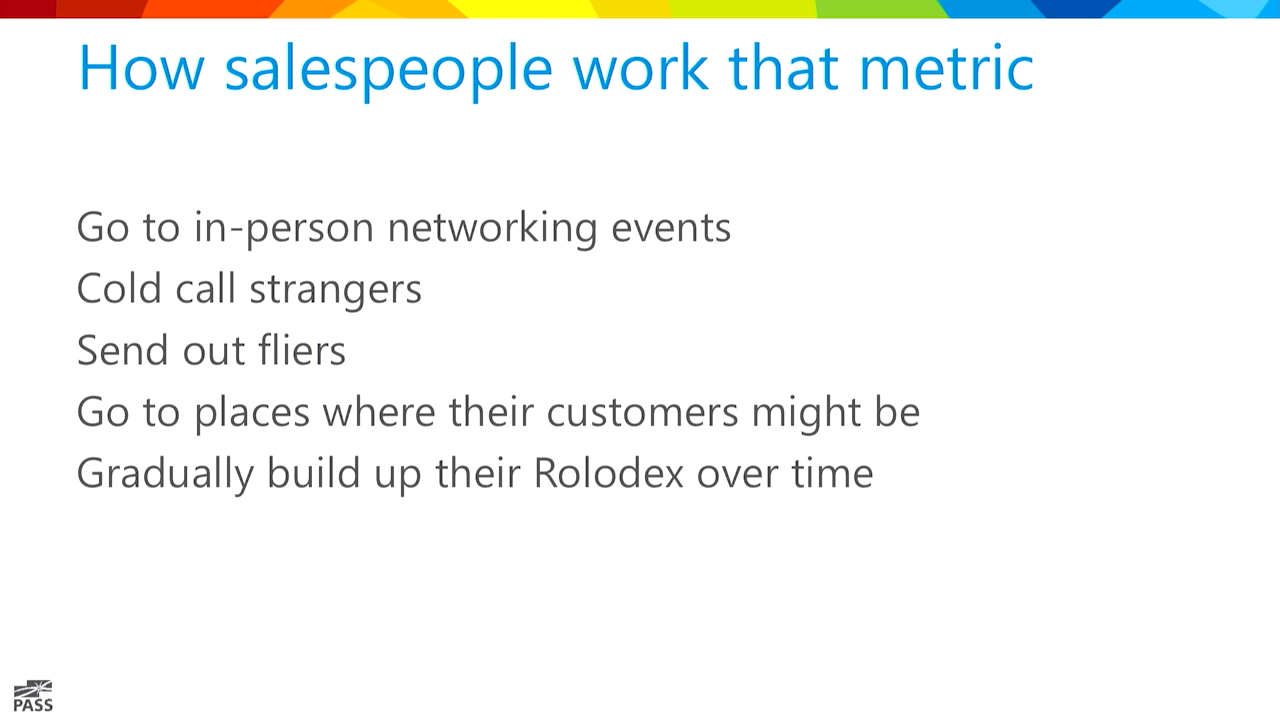 How salespeople work that metric
Go to in-person networking events
Cold call strangers
Send out fliers
Go to places where their customers might be
Gradually build up their Rolodex over time
PASS